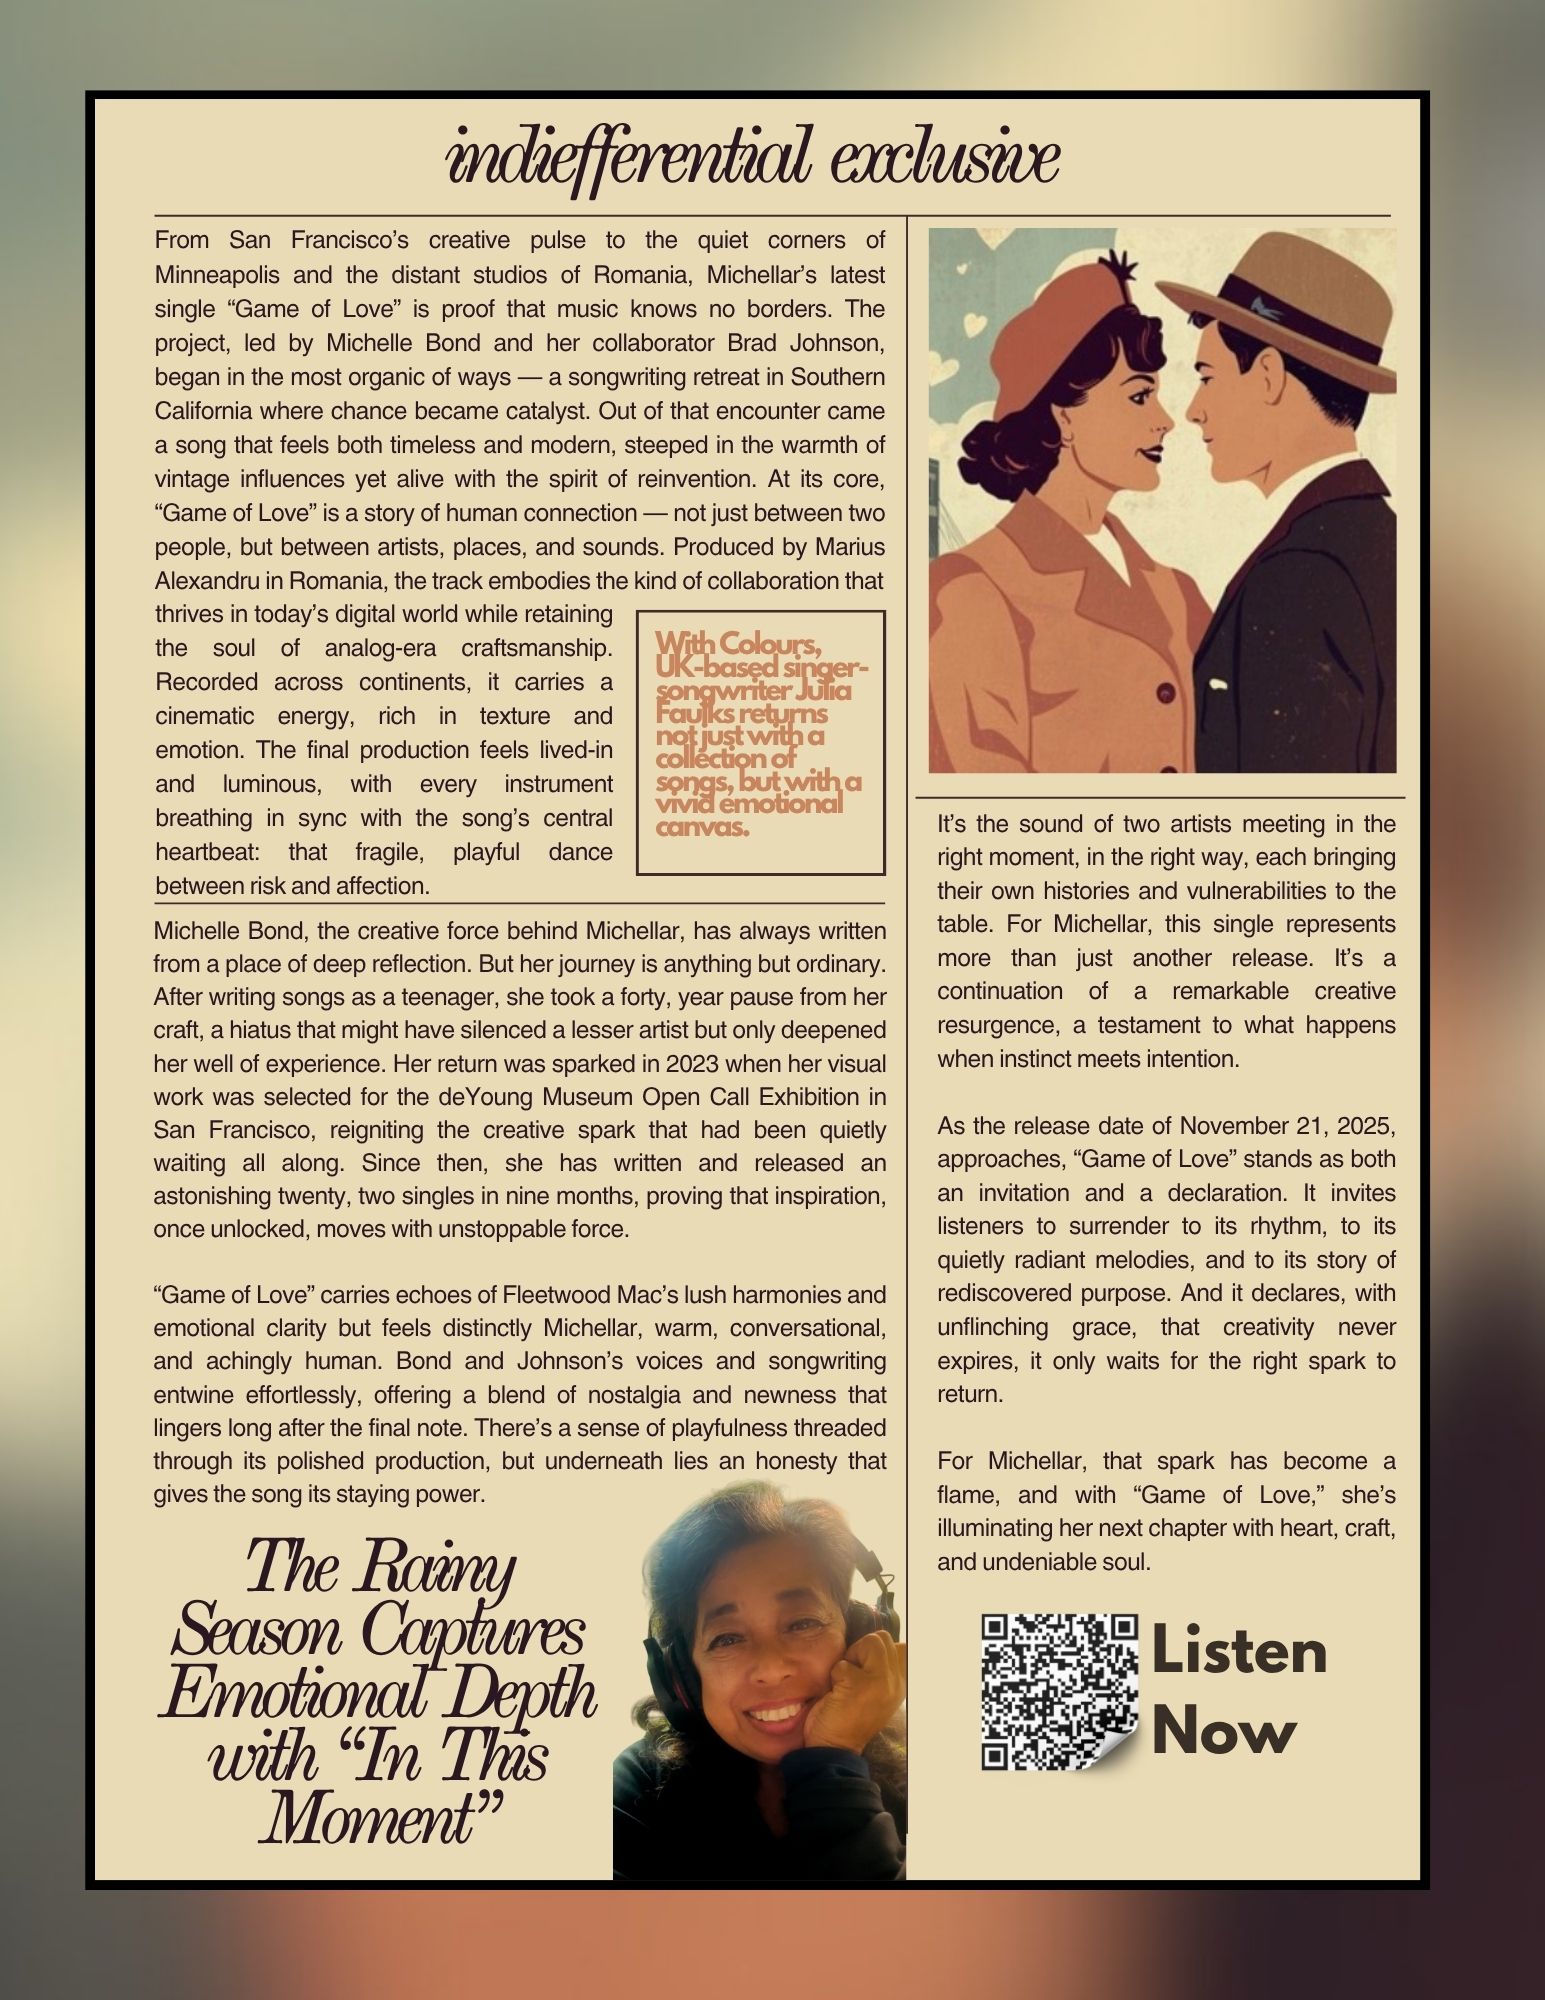 indiefferential exclusive
From San Francisco’s creative pulse to the quiet corners of
Minneapolis and the distant studios of Romania, Michellar’s latest
single “Game of Love” is proof that music knows no borders. The
project, led by Michelle Bond and her collaborator Brad Johnson,
began in the most organic of ways — a songwriting retreat in Southern
California where chance became catalyst. Out of that encounter came
a song that feels both timeless and modern, steeped in the warmth of
vintage influences yet alive with the spirit of reinvention. At its core,
“Game of Love” is a story of human connection — not just between two
people, but between artists, places, and sounds. Produced by Marius
Alexandru in Romania, the track embodies the kind of collaboration that
thrives in today’s digital world while retaining
the soul of analog-era craftsmanship.
Recorded across continents, it carries a
cinematic energy, rich in texture and
emotion. The final production feels lived-in
and luminous, with every instrument
breathing in sync with the song’s central
heartbeat: that fragile, playful dance
between risk and affection.
With Colours,
UK-based singer-
songwriter Julia
Faulks returns
not just with a
collection of
songs, but with a
vivid emotional
canvas.
Michelle Bond, the creative force behind Michellar, has always written
from a place of deep reflection. But her journey is anything but ordinary.
After writing songs as a teenager, she took a forty, year pause from her
craft, a hiatus that might have silenced a lesser artist but only deepened
her well of experience. Her return was sparked in 2023 when her visual
work was selected for the deYoung Museum Open Call Exhibition in
San Francisco, reigniting the creative spark that had been quietly
waiting all along. Since then, she has written and released an
astonishing twenty, two singles in nine months, proving that inspiration,
once unlocked, moves with unstoppable force.
“Game of Love” carries echoes of Fleetwood Mac’s lush harmonies and
emotional clarity but feels distinctly Michellar, warm, conversational,
and achingly human. Bond and Johnson’s voices and songwriting
entwine effortlessly, offering a blend of nostalgia and newness that
lingers long after the final note. There’s a sense of playfulness threaded
through its polished production, but underneath lies an honesty that
gives the song its staying power.
The Rainy
Season Captures
Emotional Depth
with “In This
Moment”
It’s the sound of two artists meeting in the
right moment, in the right way, each bringing
their own histories and vulnerabilities to the
table. For Michellar, this single represents
more than just another release. It’s a
continuation of a remarkable creative
resurgence, a testament to what happens
when instinct meets intention.
As the release date of November 21, 2025,
approaches, “Game of Love” stands as both
an invitation and a declaration. It invites
listeners to surrender to its rhythm, to its
quietly radiant melodies, and to its story of
rediscovered purpose. And it declares, with
unflinching grace, that creativity never
expires, it only waits for the right spark to
return.
For Michellar, that spark has become a
flame, and with “Game of Love,” she’s
illuminating her next chapter with heart, craft,
and undeniable soul.
Listen
Now